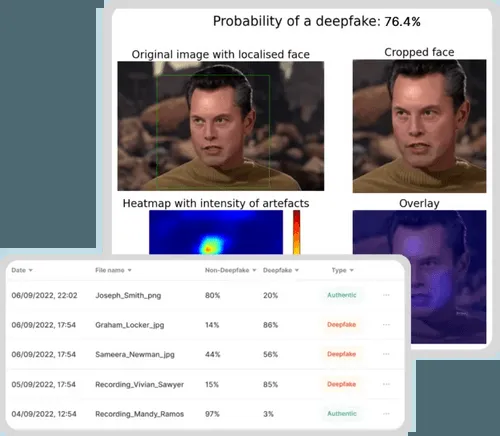 Probability of a deepfake: 76.4%
Original image with localised face
Cropped face
Heatmap with intensity of artefacts
Overlay
Date File name Non-Deepfake Deepfake Type
06/09/2022, 22:02 Joseph_Smith_png 80% 20% Authentic
06/09/2022, 17:54 Graham_Locker_jpg 14% 86% Deepfake
06/09/2022, 17:54 Sameera_Newman_jpg 44% 56% Deepfake
05/09/2022, 17:54 Recording_Vivian_Sawyer 15% 85% Deepfake
04/09/2022, 12:54 Recording_Mandy_Ramos 97% 3% Authentic